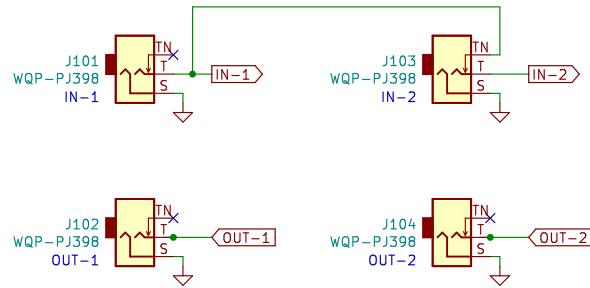 J101
WQP-PJ398
IN-1
TN
T
S
IN-1
J103
WQP-PJ398
IN-2
TN
T
S
IN-2
J102
WQP-PJ398
OUT-1
TN
T
S
OUT-1
J104
WQP-PJ398
OUT-2
TN
T
S
OUT-2